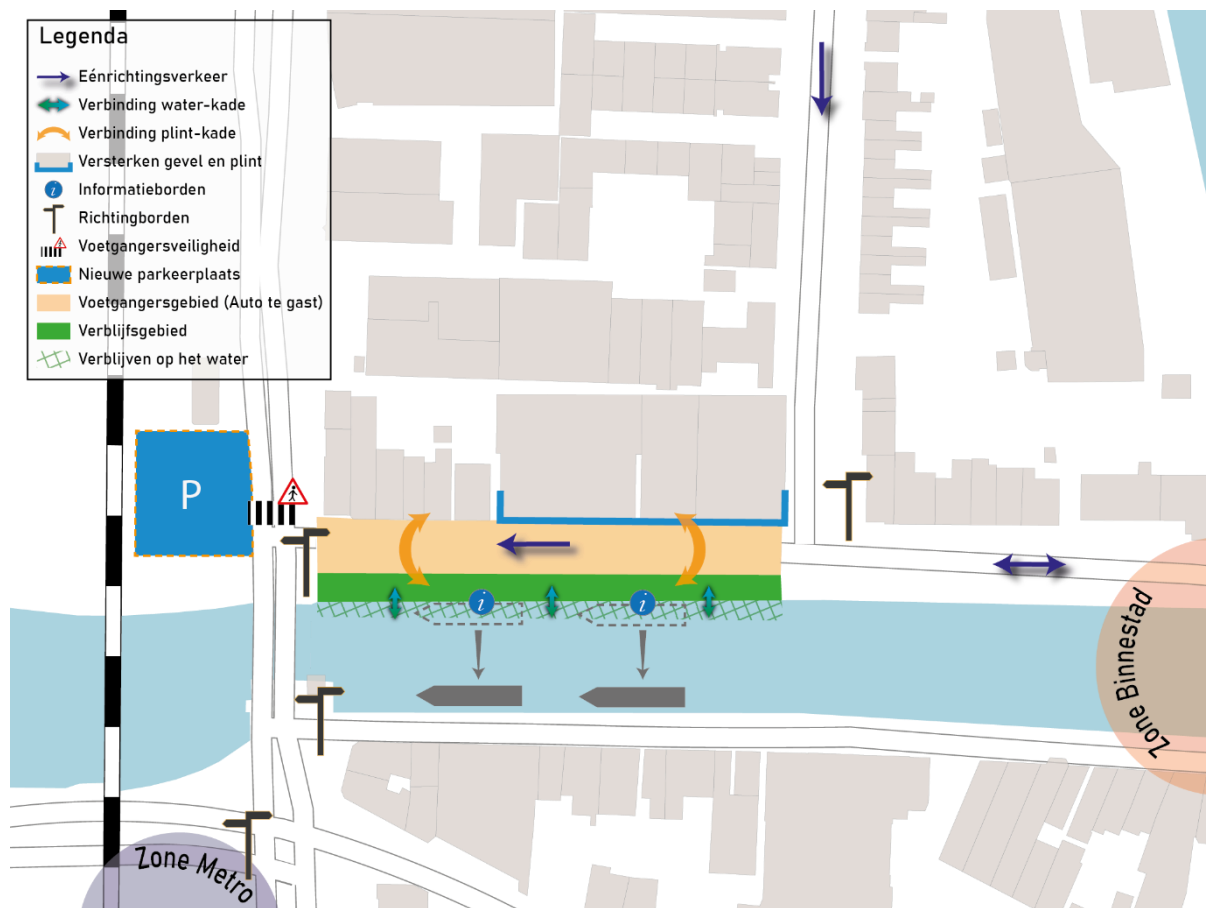 Legenda
Eénrichtingsverkeer
Verbinding water-kade
Verbinding plint-kade
Versterken gevel en plint
i Informatieborden
Richtingborden
Voetgangersveiligheid
Nieuwe parkeerplaats
Voetgangersgebied (Auto te gast)
Verblijfsgebied
Verblijven op het water
P
i
i
Zone Binnestad
Zone Metro